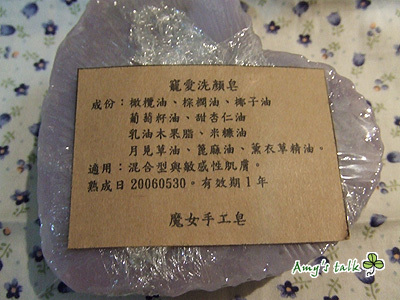 寵愛洗顏皂
成份：橄欖油、棕櫚油、椰子油
葡萄籽油、甜杏仁油
乳油木果脂、米糠油
月見草油、篦麻油、薰衣草精油。
適用：混合型與敏感性肌膚。
熟成日20060530。有效期1年
魔女手工皂
Amy's talk